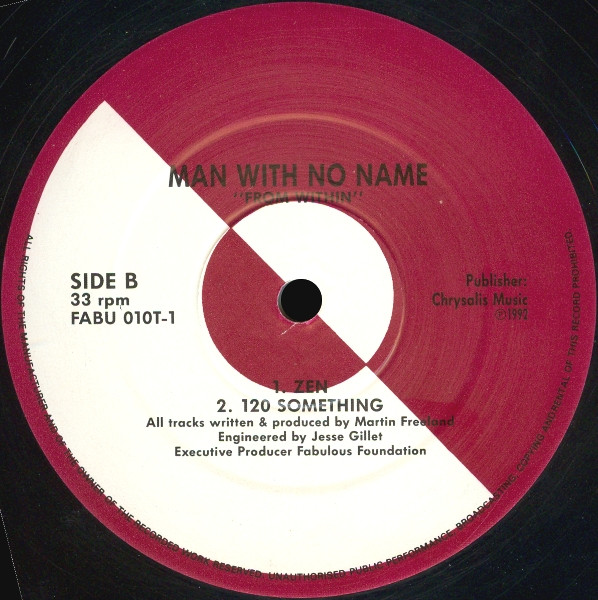 MAN WITH NO NAME
"FROM WITHIN"
SIDE B
33 rpm
FABU 010T-1
Publisher:
Chrysalis Music
℗1992
1. ZEN
2. 120 SOMETHING
All tracks written & produced by Martin Freeland
Engineered by Jesse Gillet
Executive Producer Fabulous Foundation
ALL RIGHTS OF THE MANUFACTURER AND OF THE OWNER OF THE RECORDED WORK RESERVED. UNAUTHORISED PUBLIC PERFORMANCE, BROADCASTING, COPYING AND RENTAL OF THIS RECORD PROHIBITED.